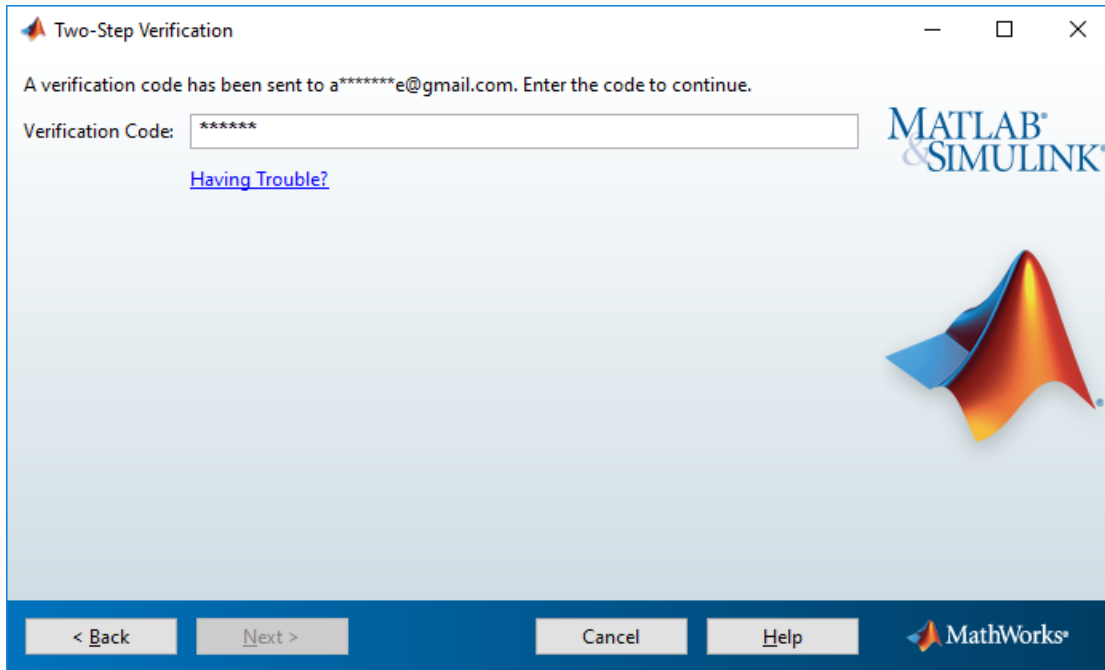 Two-Step Verification
A verification code has been sent to a*******e@gmail.com. Enter the code to continue.
Verification Code: ******
Having Trouble?
MATLAB®
&SIMULINK®
®
< Back Next > Cancel Help MathWorks®